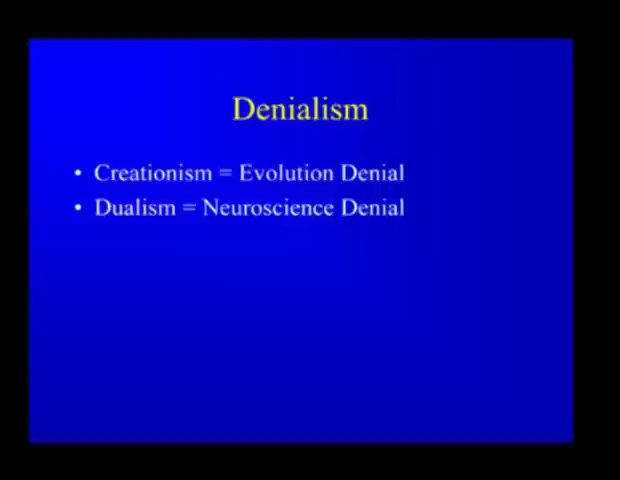 Denialism
• Creationism = Evolution Denial
• Dualism = Neuroscience Denial